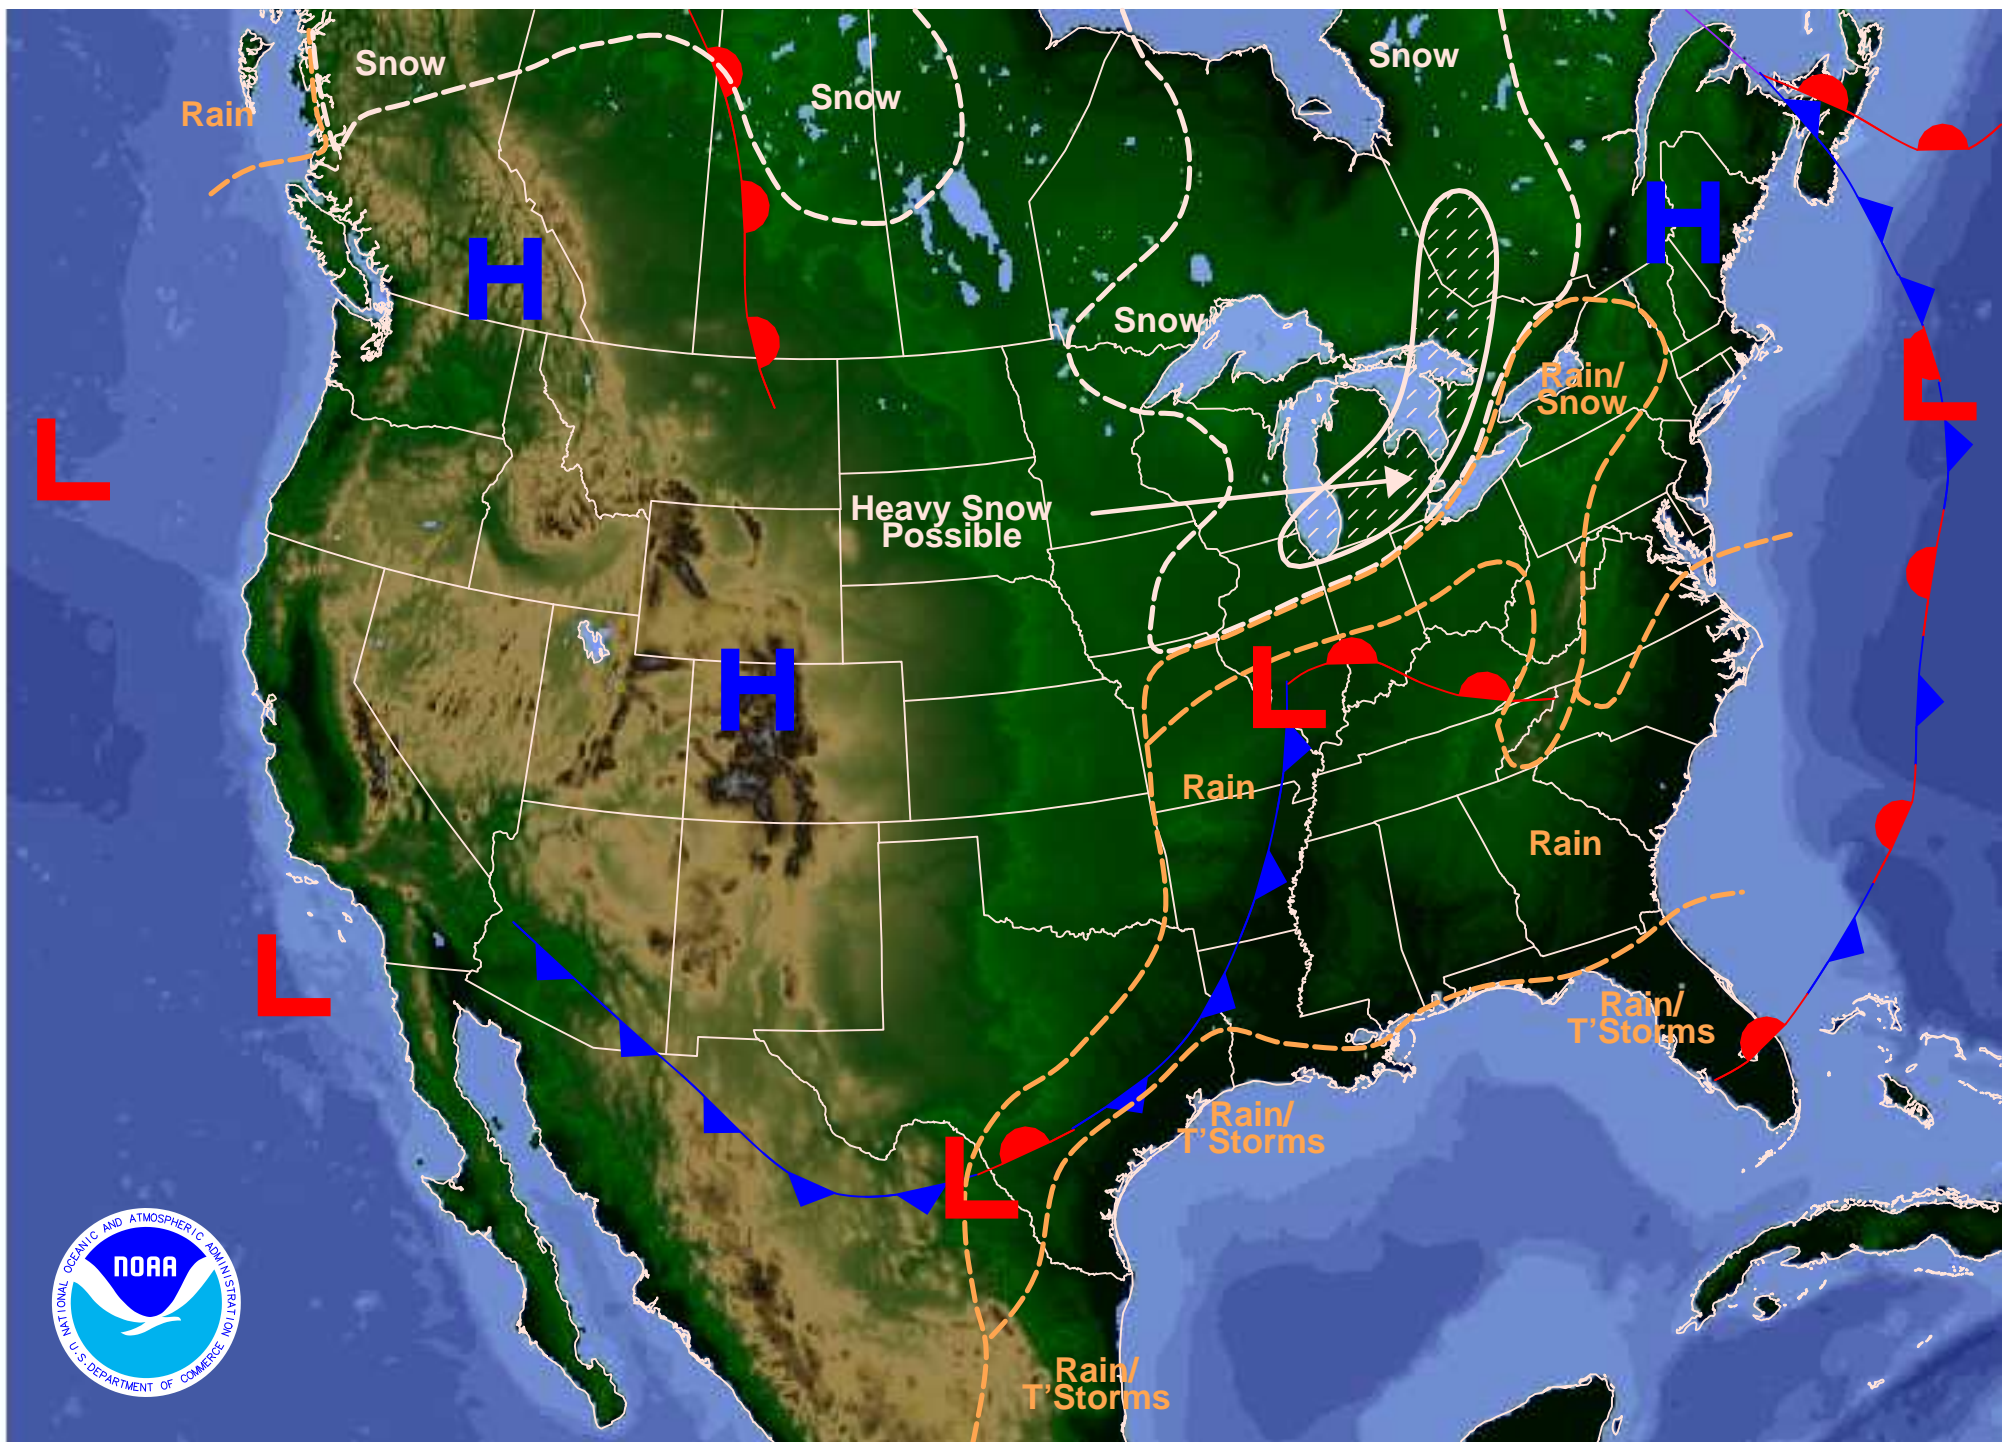 Snow
Snow
Snow
Rain
H
H
Snow
Rain/
Snow
L
L
Heavy Snow
Possible
H
L
Rain
Rain
L
Rain/
T'Storms
Rain/
T'Storms
L
NATIONAL OCEANIC AND ATMOSPHERIC ADMINISTRATION
NOAA
U.S. DEPARTMENT OF COMMERCE
Rain/
T'Storms